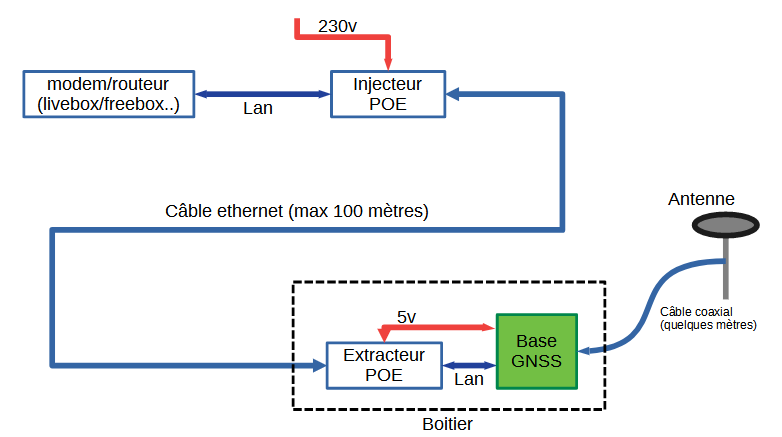 230v
modem/routeur
(livebox/freebox..)
Lan
Injecteur
POE
Câble ethernet (max 100 mètres)
Antenne
Câble coaxial
(quelques mètres)
5v
Extracteur
POE
Lan
Base
GNSS
Boitier